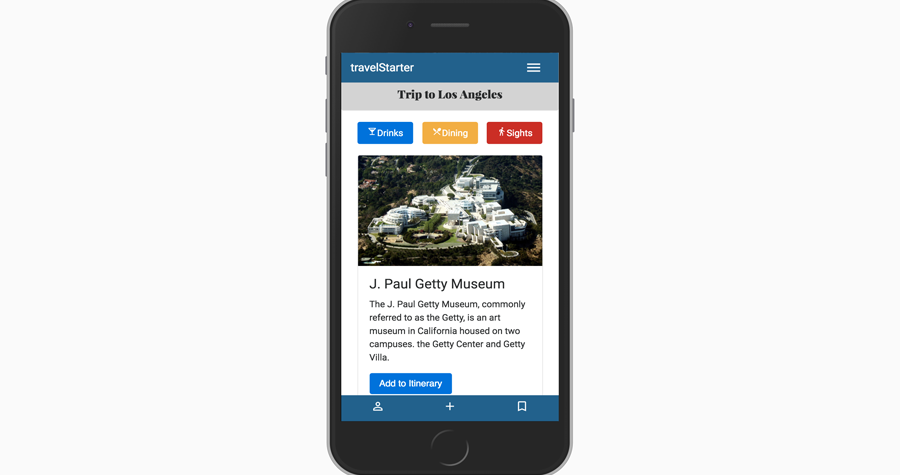 travelStarter
Trip to Los Angeles
Drinks Dining Sights
J. Paul Getty Museum
The J. Paul Getty Museum, commonly
referred to as the Getty, is an art
museum in California housed on two
campuses. the Getty Center and Getty
Villa.
Add to Itinerary